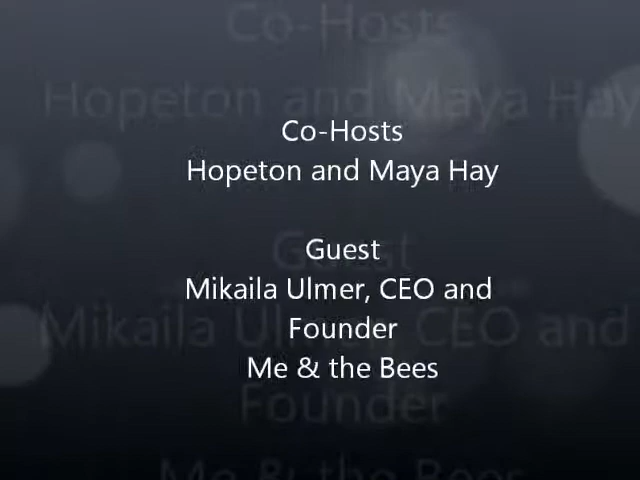 Co-Hosts
Hopeton and Maya Hay
Guest
Mikaila Ulmer, CEO and
Founder
Me & the Bees